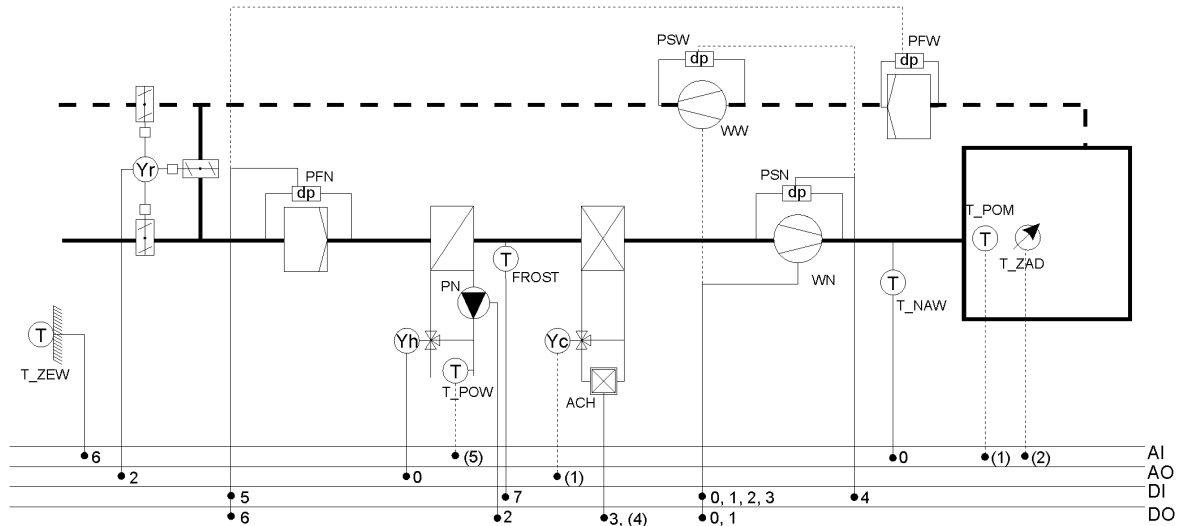 PSW
dp
PFW
dp
WW
Yr
PFN
dp
PSN
dp
T_POM
T
T_ZAD
T
FROST
PN
WN
T
T_NAW
T
T_ZEW
Yh
T
T_POW
Yc
ACH
6
(5)
0
(1)
(2)
AI
2
0
(1)
AO
5
7
0, 1, 2, 3
4
DI
6
2
3, (4)
0, 1
DO